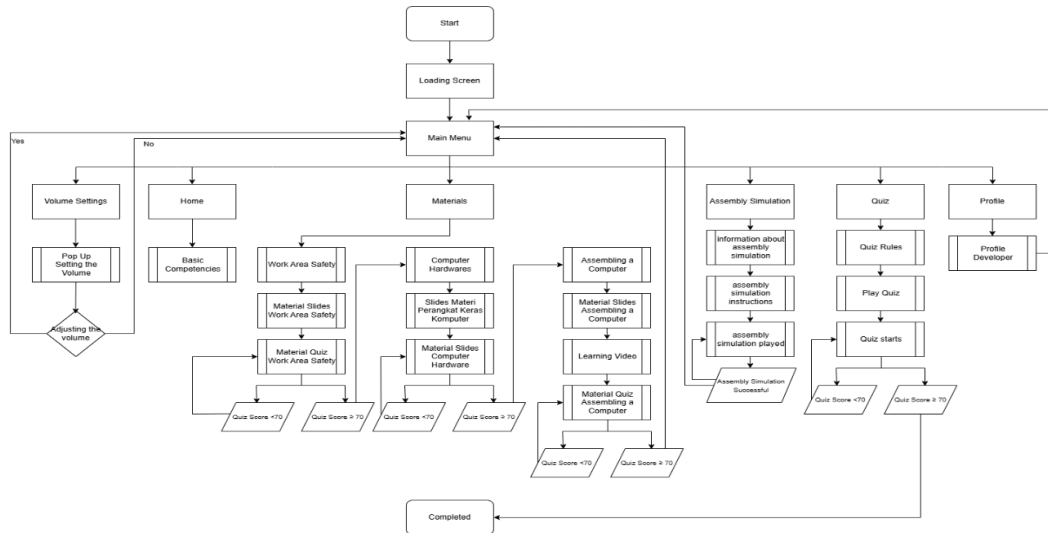 Start
Loading Screen
Main Menu
Yes
No
Volume Settings
Home
Materials
Assembly Simulation
Quiz
Profile
Pop Up
Setting the
Volume
Basic
Competencies
Work Area Safety
Computer
Hardwares
Assembling a
Computer
information about
assembly
simulation
Quiz Rules
Profile
Developer
Material Slides
Work Area Safety
Slides Materi
Perangkat Keras
Komputer
Material Slides
Assembling a
Computer
assembly
simulation
instructions
Play Quiz
Adjusting the
volume
Material Quiz
Work Area Safety
Material Slides
Computer
Hardware
Learning Video
assembly
simulation played
Quiz starts
Quiz Score <70
Quiz Score ≥ 70
Quiz Score <70
Quiz Score ≥ 70
Material Quiz
Assembling a
Computer
Assembly Simulation
Successful
Quiz Score <70
Quiz Score ≥ 70
Quiz Score <70
Quiz Score ≥ 70
Completed